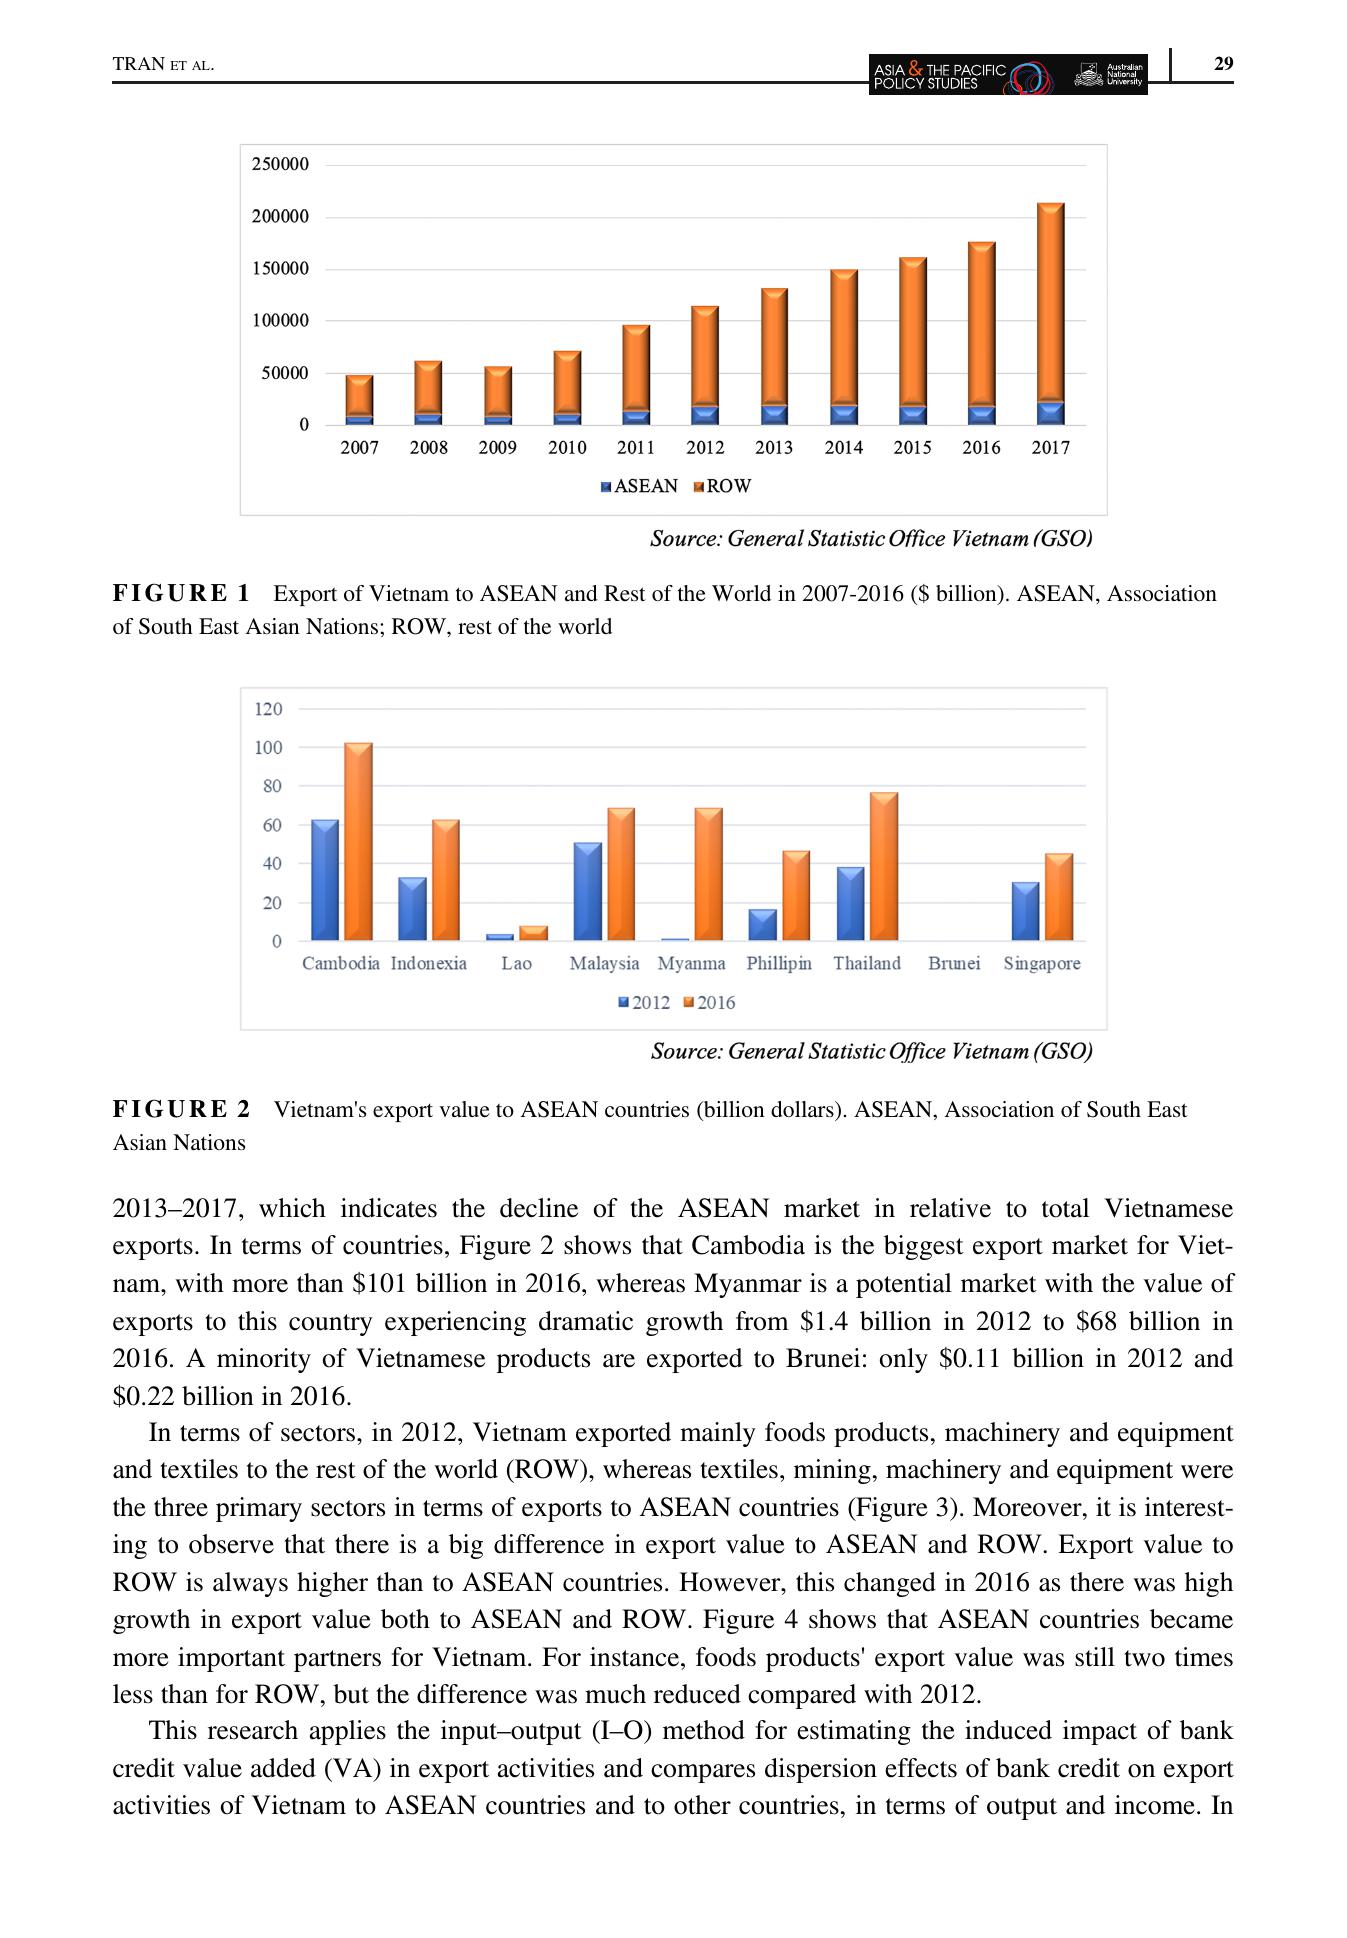 TRAN ET AL.
ASIA & THE PACIFIC
POLICY STUDIES
Australian
National
University
29
250000
200000
150000
100000
50000
0
2007 2008 2009 2010 2011 2012 2013 2014 2015 2016 2017
ASEAN ROW
Source: General Statistic Office Vietnam (GSO)
FIGURE 1 Export of Vietnam to ASEAN and Rest of the World in 2007-2016 ($ billion). ASEAN, Association
of South East Asian Nations; ROW, rest of the world
120
100
80
60
40
20
0
Cambodia Indonexia Lao Malaysia Myanma Phillipin Thailand Brunei Singapore
2012 2016
Source: General Statistic Office Vietnam (GSO)
FIGURE 2 Vietnam's export value to ASEAN countries (billion dollars). ASEAN, Association of South East
Asian Nations
2013–2017, which indicates the decline of the ASEAN market in relative to total Vietnamese
exports. In terms of countries, Figure 2 shows that Cambodia is the biggest export market for Viet-
nam, with more than $101 billion in 2016, whereas Myanmar is a potential market with the value of
exports to this country experiencing dramatic growth from $1.4 billion in 2012 to $68 billion in
2016. A minority of Vietnamese products are exported to Brunei: only $0.11 billion in 2012 and
$0.22 billion in 2016.
In terms of sectors, in 2012, Vietnam exported mainly foods products, machinery and equipment
and textiles to the rest of the world (ROW), whereas textiles, mining, machinery and equipment were
the three primary sectors in terms of exports to ASEAN countries (Figure 3). Moreover, it is interest-
ing to observe that there is a big difference in export value to ASEAN and ROW. Export value to
ROW is always higher than to ASEAN countries. However, this changed in 2016 as there was high
growth in export value both to ASEAN and ROW. Figure 4 shows that ASEAN countries became
more important partners for Vietnam. For instance, foods products' export value was still two times
less than for ROW, but the difference was much reduced compared with 2012.
This research applies the input–output (I–O) method for estimating the induced impact of bank
credit value added (VA) in export activities and compares dispersion effects of bank credit on export
activities of Vietnam to ASEAN countries and to other countries, in terms of output and income. In